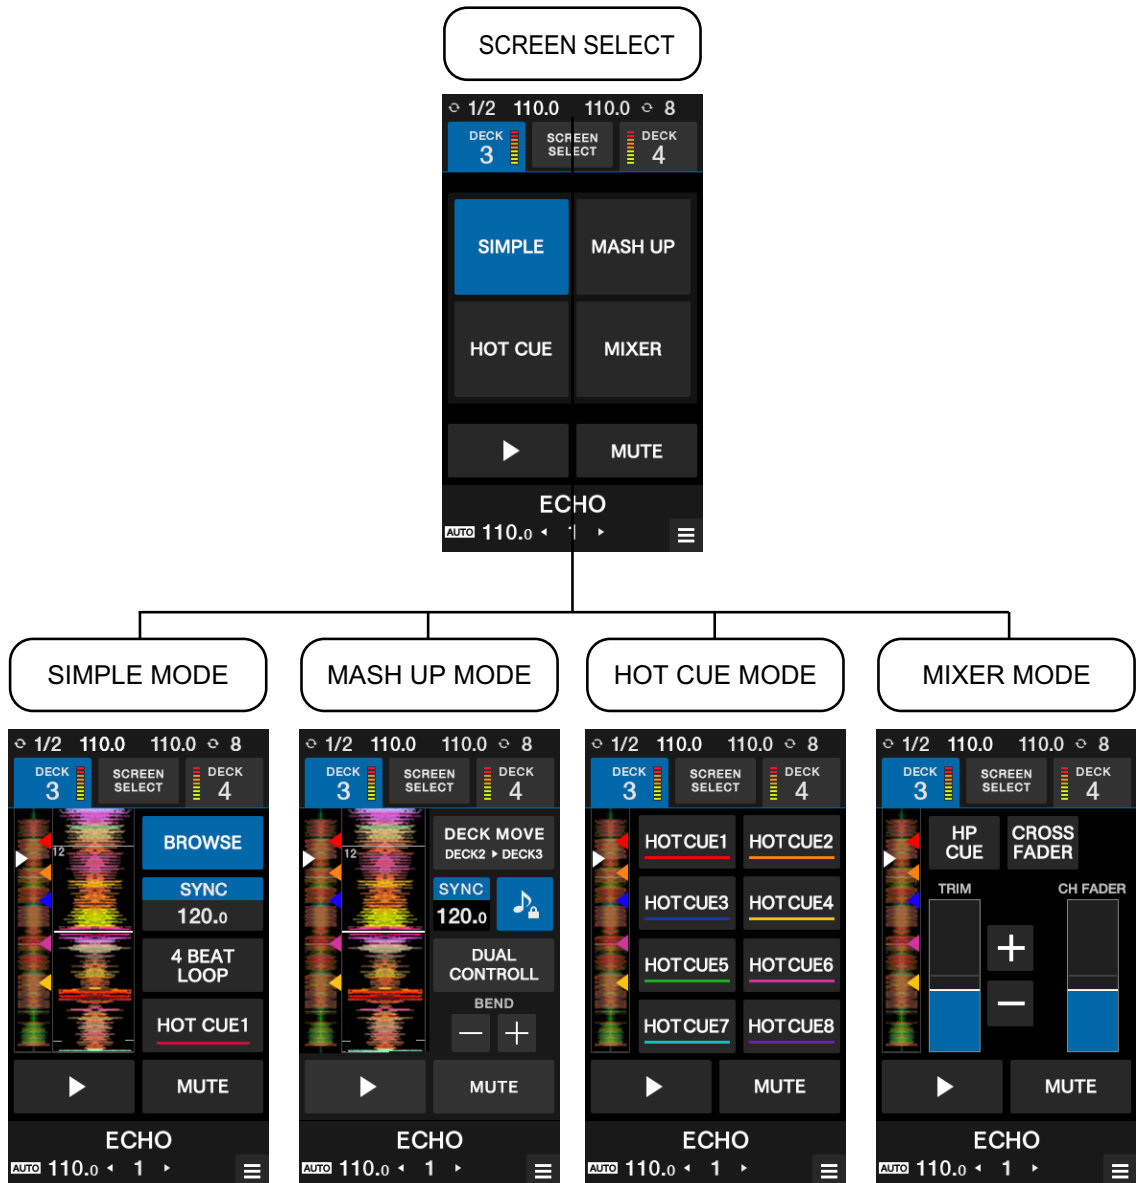 SCREEN SELECT
1/2 110.0 110.0 8
DECK 3
SCREEN SELECT
DECK 4
SIMPLE
MASH UP
HOT CUE
MIXER
MUTE
ECHO
AUTO 110.0 1
SIMPLE MODE
1/2 110.0 110.0 8
DECK 3
SCREEN SELECT
DECK 4
12
BROWSE
SYNC
120.0
4 BEAT
LOOP
HOT CUE1
MUTE
ECHO
AUTO 110.0 1
MASH UP MODE
1/2 110.0 110.0 8
DECK 3
SCREEN SELECT
DECK 4
12
DECK MOVE
DECK2 ▸ DECK3
SYNC
120.0
DUAL
CONTROLL
BEND
− +
MUTE
ECHO
AUTO 110.0 1
HOT CUE MODE
1/2 110.0 110.0 8
DECK 3
SCREEN SELECT
DECK 4
HOT CUE1 HOT CUE2
HOT CUE3 HOT CUE4
HOT CUE5 HOT CUE6
HOT CUE7 HOT CUE8
MUTE
ECHO
AUTO 110.0 1
MIXER MODE
1/2 110.0 110.0 8
DECK 3
SCREEN SELECT
DECK 4
HP
CUE
CROSS
FADER
TRIM
CH FADER
+
−
MUTE
ECHO
AUTO 110.0 1